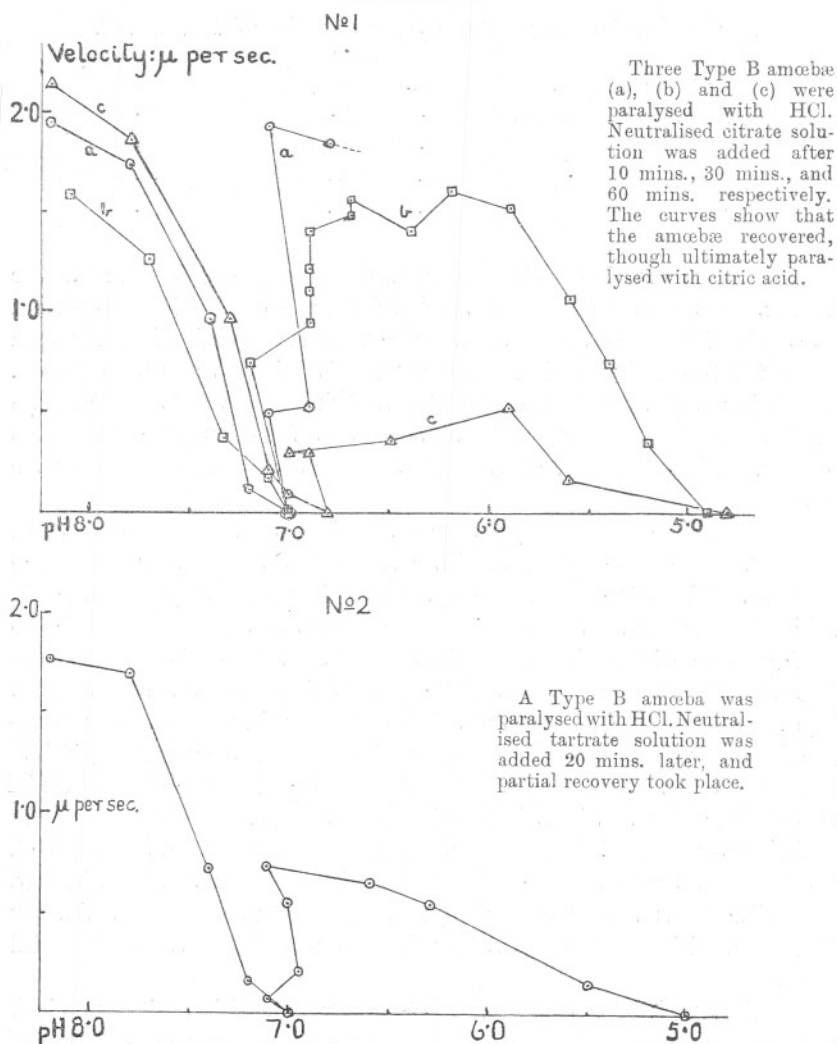 Nº1
Velocity: μ per sec.
Three Type B amœbæ
(a), (b) and (c) were
paralysed with HCl.
Neutralised citrate solu-
tion was added after
10 mins., 30 mins., and
60 mins. respectively.
The curves show that
the amœbæ recovered,
though ultimately para-
lysed with citric acid.
2·0
c
a
b
a
b
1·0
c
pH 8·0 7·0 6·0 5·0
Nº2
2·0
A Type B amœba was
paralysed with HCl. Neutral-
ised tartrate solution was
added 20 mins. later, and
partial recovery took place.
1·0 μ per sec.
pH 8·0 7·0 6·0 5·0